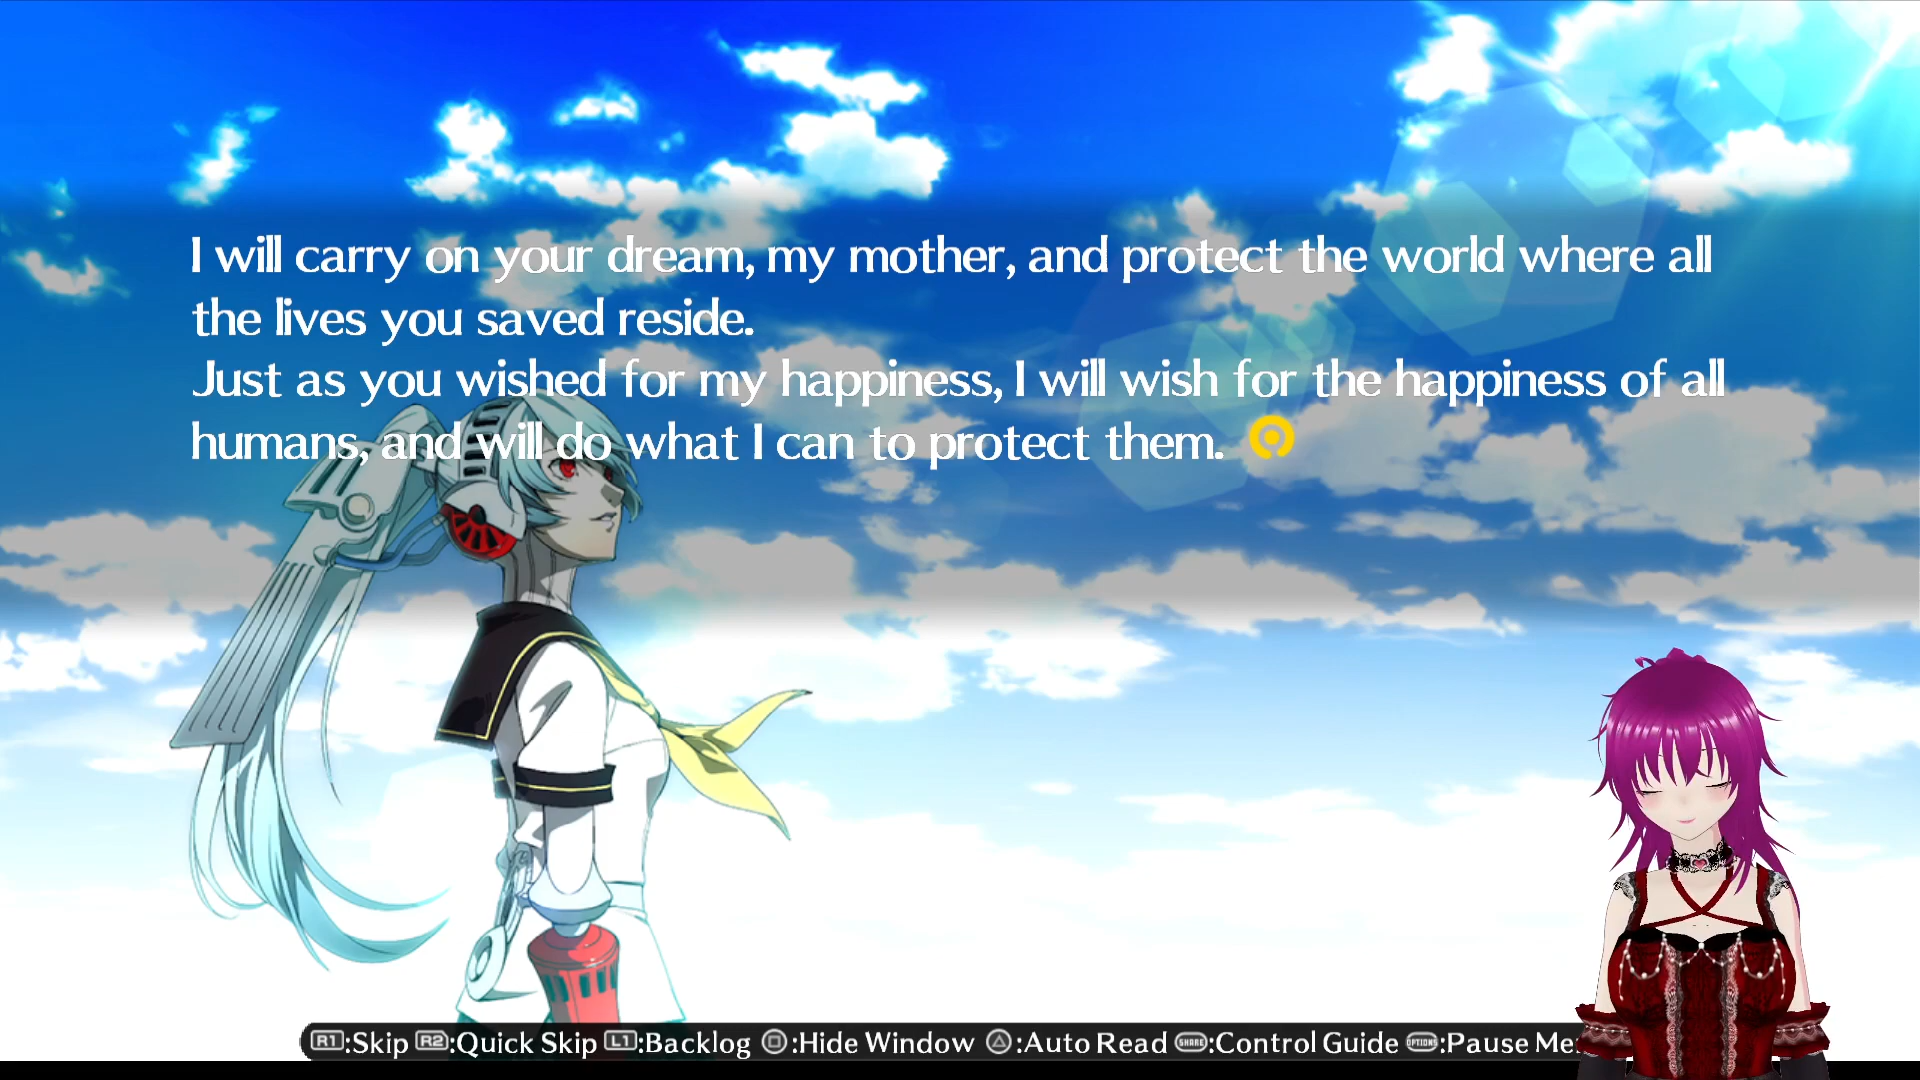 I will carry on your dream, my mother, and protect the world where all
the lives you saved reside.
Just as you wished for my happiness, I will wish for the happiness of all
humans, and will do what I can to protect them.
R1:Skip R2:Quick Skip L1:Backlog :Hide Window :Auto Read SHARE:Control Guide OPTIONS:Pause